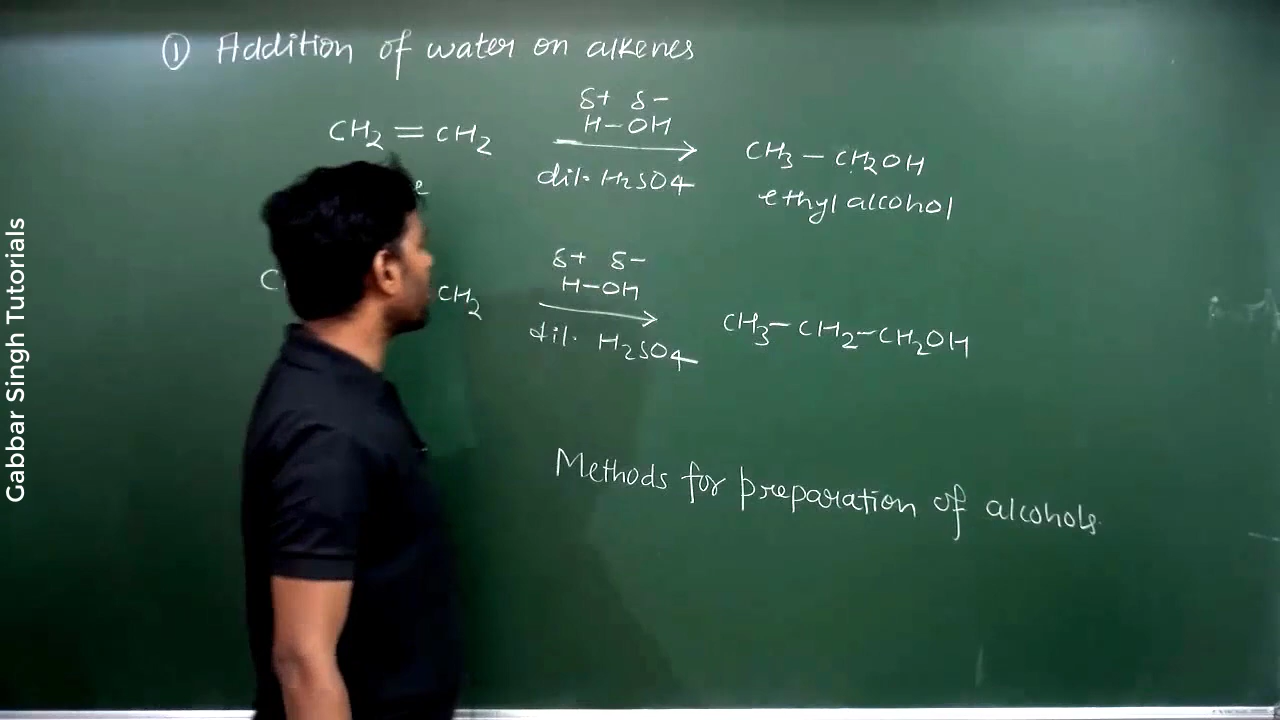 ① Addition of water on alkenes
δ+ δ−
H−OH
CH2 = CH2
dil. H2SO4
CH3 − CH2OH
ethyl alcohol
δ+ δ−
H−OH
CH2
dil. H2SO4
CH3− CH2−CH2OH
Methods for preparation of alcohols
Gabbar Singh Tutorials